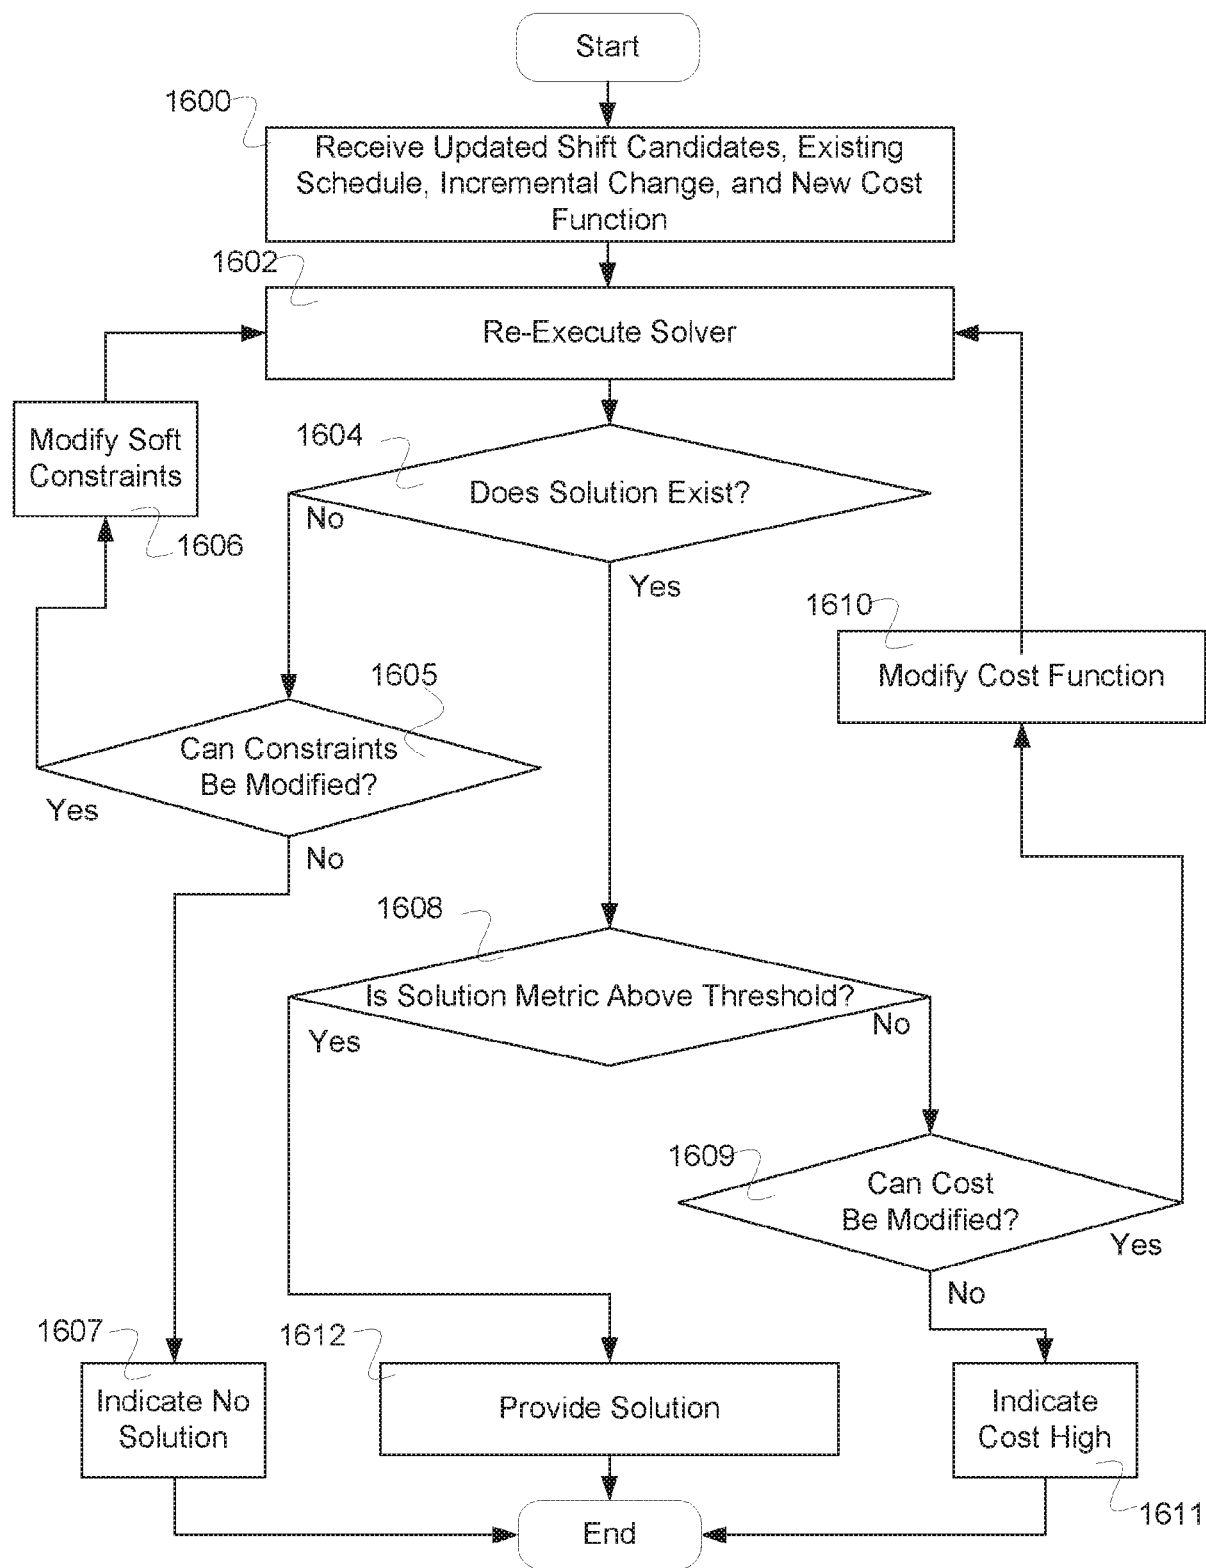 Start
1600
Receive Updated Shift Candidates, Existing
Schedule, Incremental Change, and New Cost
Function
1602
Re-Execute Solver
Modify Soft
Constraints
1606
1604
Does Solution Exist?
No
Yes
1610
Modify Cost Function
1605
Can Constraints
Be Modified?
Yes
No
1608
Is Solution Metric Above Threshold?
Yes
No
1609
Can Cost
Be Modified?
Yes
No
1607
Indicate No
Solution
1612
Provide Solution
Indicate
Cost High
1611
End